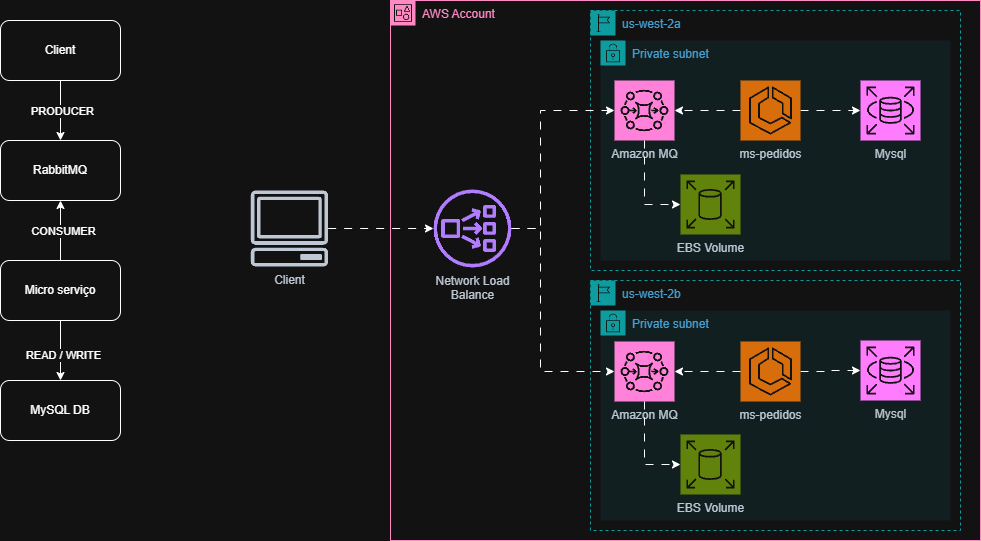 Client
PRODUCER
RabbitMQ
CONSUMER
Micro serviço
READ / WRITE
MySQL DB
Client
AWS Account
Network Load
Balance
us-west-2a
Private subnet
Amazon MQ
ms-pedidos
Mysql
EBS Volume
us-west-2b
Private subnet
Amazon MQ
ms-pedidos
Mysql
EBS Volume